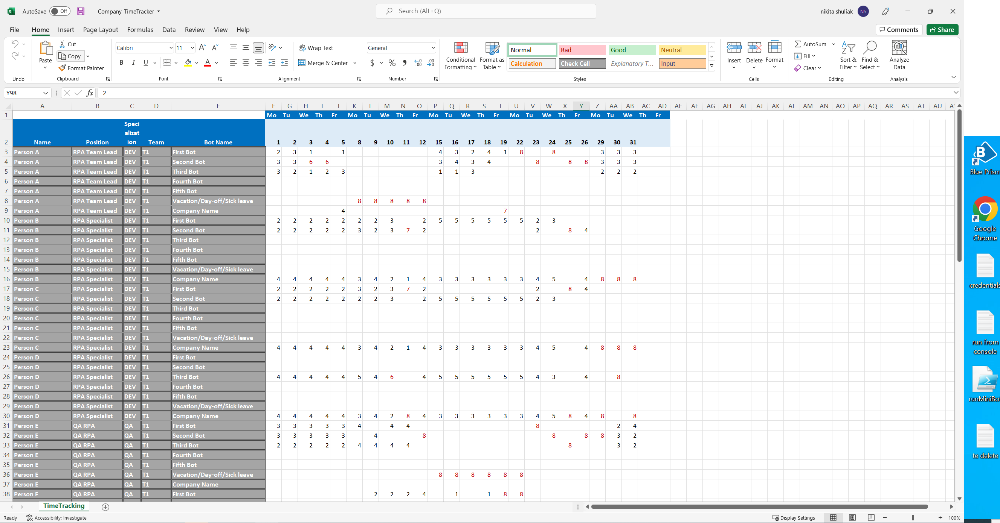 AutoSave Off Company_TimeTracker Search (Alt+Q) nikita shuliak NS
File Home Insert Page Layout Formulas Data Review View Help Comments Share
Cut Calibri 11 Wrap Text General Normal Bad Good Neutral AutoSum
Paste Copy Conditional Formatting Format as Table Insert Delete Format Fill Sort & Filter Find & Select Analyze Data
Format Painter B I U Merge & Center $ % Calculation Check Cell Explanatory T... Input Clear
Undo Clipboard Font Alignment Number Styles Cells Editing Analysis
Y98 fx 2
A B C D E F G H I J K L M N O P Q R S T U V W X Y Z AA AB AC AD AE AF AG AH AI AJ AK AL AM AN AO AP AQ AR AS AT AU
1 Mo Tu We Th Fr Mo Tu We Th Fr Mo Tu We Th Fr Mo Tu We Th Fr Mo Tu We Th Fr
2 Name Position Speci alizat ion Team Bot Name 1 2 3 4 5 8 9 10 11 12 15 16 17 18 19 22 23 24 25 26 29 30 31
3 Person A RPA Team Lead DEV T1 First Bot 2 3 1 1 4 3 2 4 1 8 8 3 3 3
4 Person A RPA Team Lead DEV T1 Second Bot 3 3 6 6 3 4 3 4 8 8 8 3 3 3
5 Person A RPA Team Lead DEV T1 Third Bot 3 2 1 2 3 1 1 3 2 2 2
6 Person A RPA Team Lead DEV T1 Fourth Bot
7 Person A RPA Team Lead DEV T1 Fifth Bot
8 Person A RPA Team Lead DEV T1 Vacation/Day-off/Sick leave 8 8 8 8 8
9 Person A RPA Team Lead DEV T1 Company Name 4 7
10 Person B RPA Specialist DEV T1 First Bot 2 2 2 2 2 2 2 3 2 5 5 5 5 5 5 2 3
11 Person B RPA Specialist DEV T1 Second Bot 2 2 2 2 2 3 2 3 7 2 2 8 4
12 Person B RPA Specialist DEV T1 Third Bot
13 Person B RPA Specialist DEV T1 Fourth Bot
14 Person B RPA Specialist DEV T1 Fifth Bot
15 Person B RPA Specialist DEV T1 Vacation/Day-off/Sick leave
16 Person B RPA Specialist DEV T1 Company Name 4 4 4 4 4 3 4 2 1 4 3 3 3 3 3 3 4 5 4 8 8 8
17 Person C RPA Specialist DEV T1 First Bot 2 2 2 2 2 3 2 3 7 2 2 8 4
18 Person C RPA Specialist DEV T1 Second Bot 2 2 2 2 2 2 2 3 2 5 5 5 5 5 5 2 3
19 Person C RPA Specialist DEV T1 Third Bot
20 Person C RPA Specialist DEV T1 Fourth Bot
21 Person C RPA Specialist DEV T1 Fifth Bot
22 Person C RPA Specialist DEV T1 Vacation/Day-off/Sick leave
23 Person C RPA Specialist DEV T1 Company Name 4 4 4 4 4 3 4 2 1 4 3 3 3 3 3 3 4 5 4 8 8 8
24 Person D RPA Specialist DEV T1 First Bot
25 Person D RPA Specialist DEV T1 Second Bot
26 Person D RPA Specialist DEV T1 Third Bot 4 4 4 4 4 5 4 6 4 5 5 5 5 5 5 4 3 4 8
27 Person D RPA Specialist DEV T1 Fourth Bot
28 Person D RPA Specialist DEV T1 Fifth Bot
29 Person D RPA Specialist DEV T1 Vacation/Day-off/Sick leave
30 Person D RPA Specialist DEV T1 Company Name 4 4 4 4 4 3 4 2 8 4 3 3 3 3 3 3 4 5 8 4 8 8
31 Person E QA RPA QA T1 First Bot 3 3 3 3 3 4 4 4 8 2 4
32 Person E QA RPA QA T1 Second Bot 3 3 3 3 3 4 8 8 8 8 3 2
33 Person E QA RPA QA T1 Third Bot 2 2 2 2 2 4 4 4 4 8 3 2
34 Person E QA RPA QA T1 Fourth Bot
35 Person E QA RPA QA T1 Fifth Bot
36 Person E QA RPA QA T1 Vacation/Day-off/Sick leave 8 8 8 8 8 8
37 Person E QA RPA QA T1 Company Name
38 Person F QA RPA QA T1 First Bot 2 2 2 4 1 1 8 8
TimeTracking
Ready Accessibility: Investigate Display Settings 100%
Blue Prism
Google
Chrome
credentials
run from
console
runMiniBo
te delete